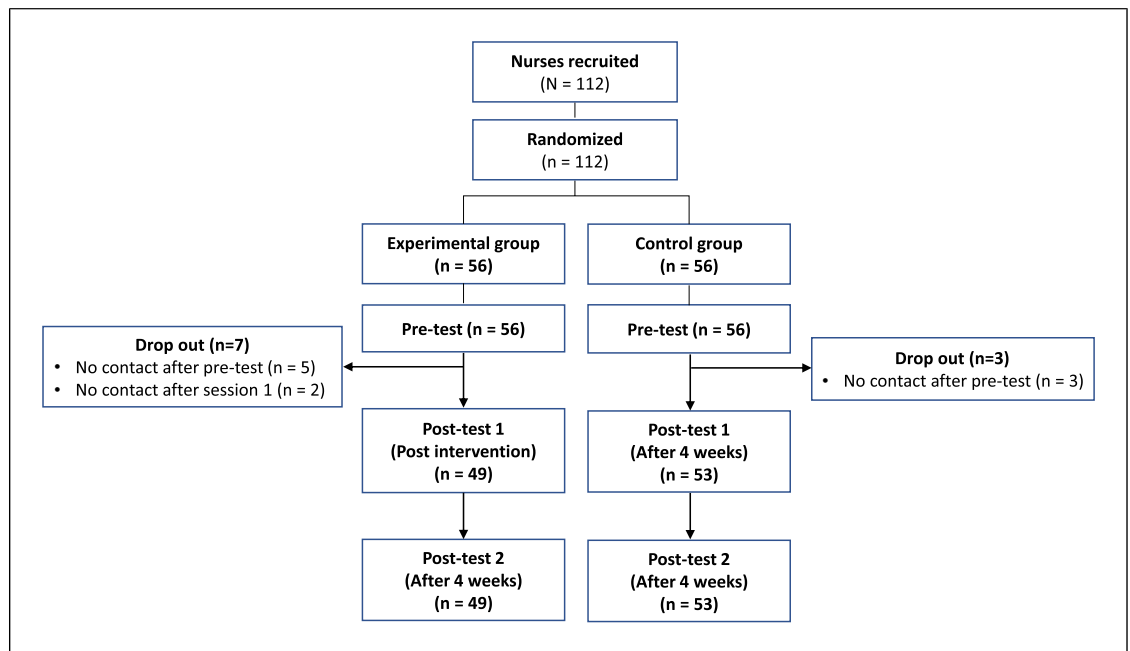 Nurses recruited
(N = 112)
Randomized
(n = 112)
Experimental group
(n = 56)
Control group
(n = 56)
Pre-test (n = 56)
Pre-test (n = 56)
Drop out (n=7)
• No contact after pre-test (n = 5)
• No contact after session 1 (n = 2)
Drop out (n=3)
• No contact after pre-test (n = 3)
Post-test 1
(Post intervention)
(n = 49)
Post-test 1
(After 4 weeks)
(n = 53)
Post-test 2
(After 4 weeks)
(n = 49)
Post-test 2
(After 4 weeks)
(n = 53)